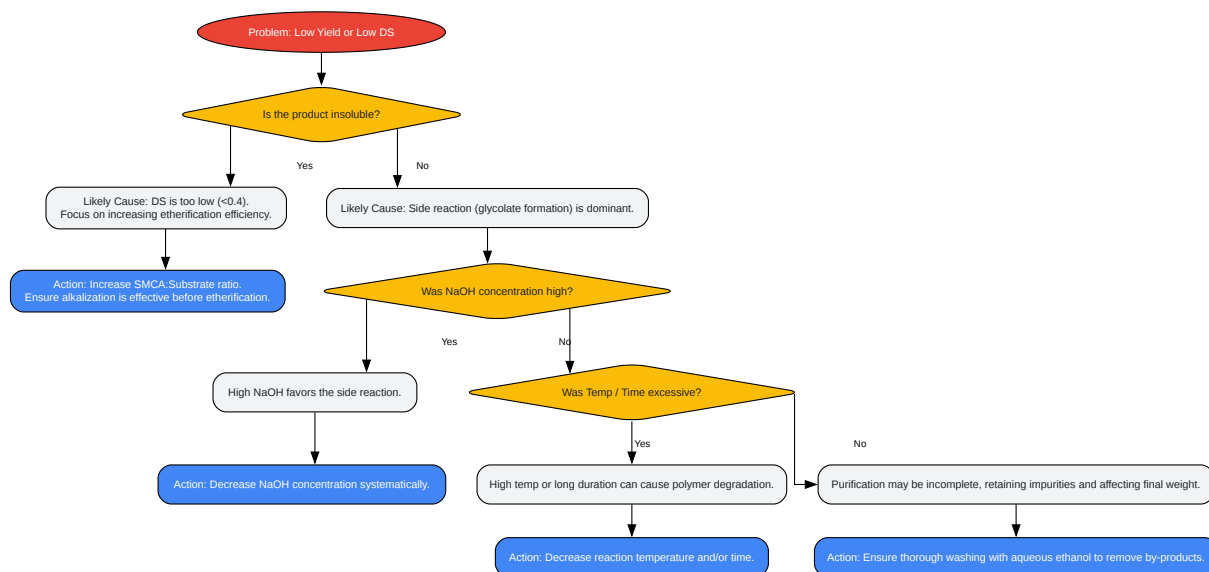 Problem: Low Yield or Low DS
Is the product insoluble?
Yes
No
Likely Cause: DS is too low (<0.4).
Focus on increasing etherification efficiency.
Likely Cause: Side reaction (glycolate formation) is dominant.
Action: Increase SMCA:Substrate ratio.
Ensure alkalization is effective before etherification.
Was NaOH concentration high?
Yes
No
High NaOH favors the side reaction.
Was Temp / Time excessive?
Yes
No
Action: Decrease NaOH concentration systematically.
High temp or long duration can cause polymer degradation.
Purification may be incomplete, retaining impurities and affecting final weight.
Action: Decrease reaction temperature and/or time.
Action: Ensure thorough washing with aqueous ethanol to remove by-products.